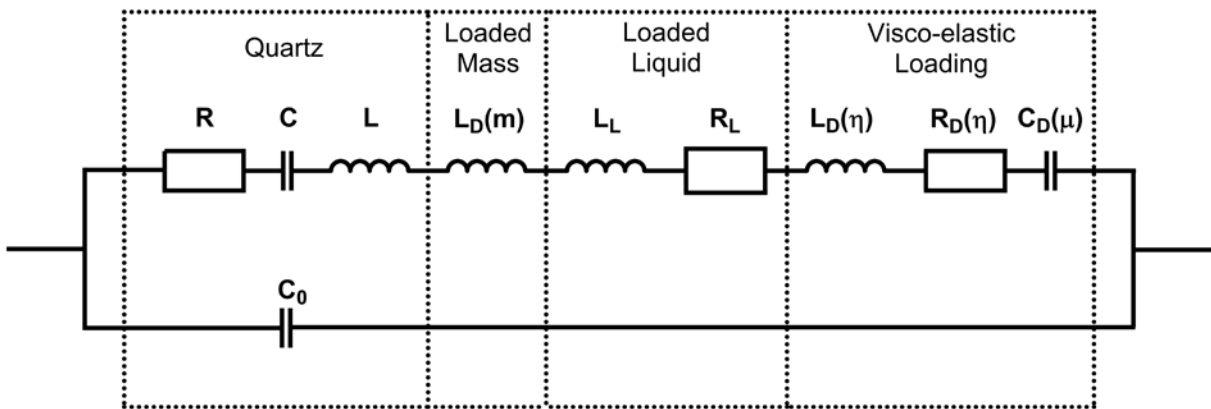 Quartz
Loaded
Mass
Loaded
Liquid
Visco-elastic
Loading
R C L L_D(m) L_L R_L L_D(η) R_D(η) C_D(μ)
C_0